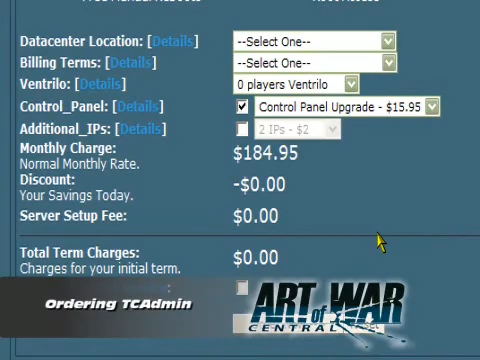 Datacenter Location: [Details] --Select One--
Billing Terms: [Details] --Select One--
Ventrilo: [Details] 0 players Ventrilo
Control_Panel: [Details] Control Panel Upgrade - $15.95
Additional_IPs: [Details] 2 IPs - $2
Monthly Charge: $184.95
Normal Monthly Rate.
Discount: -$0.00
Your Savings Today.
Server Setup Fee: $0.00
Total Term Charges: $0.00
Charges for your initial term.
Ordering TCAdmin
ART of WAR
CENTRAL